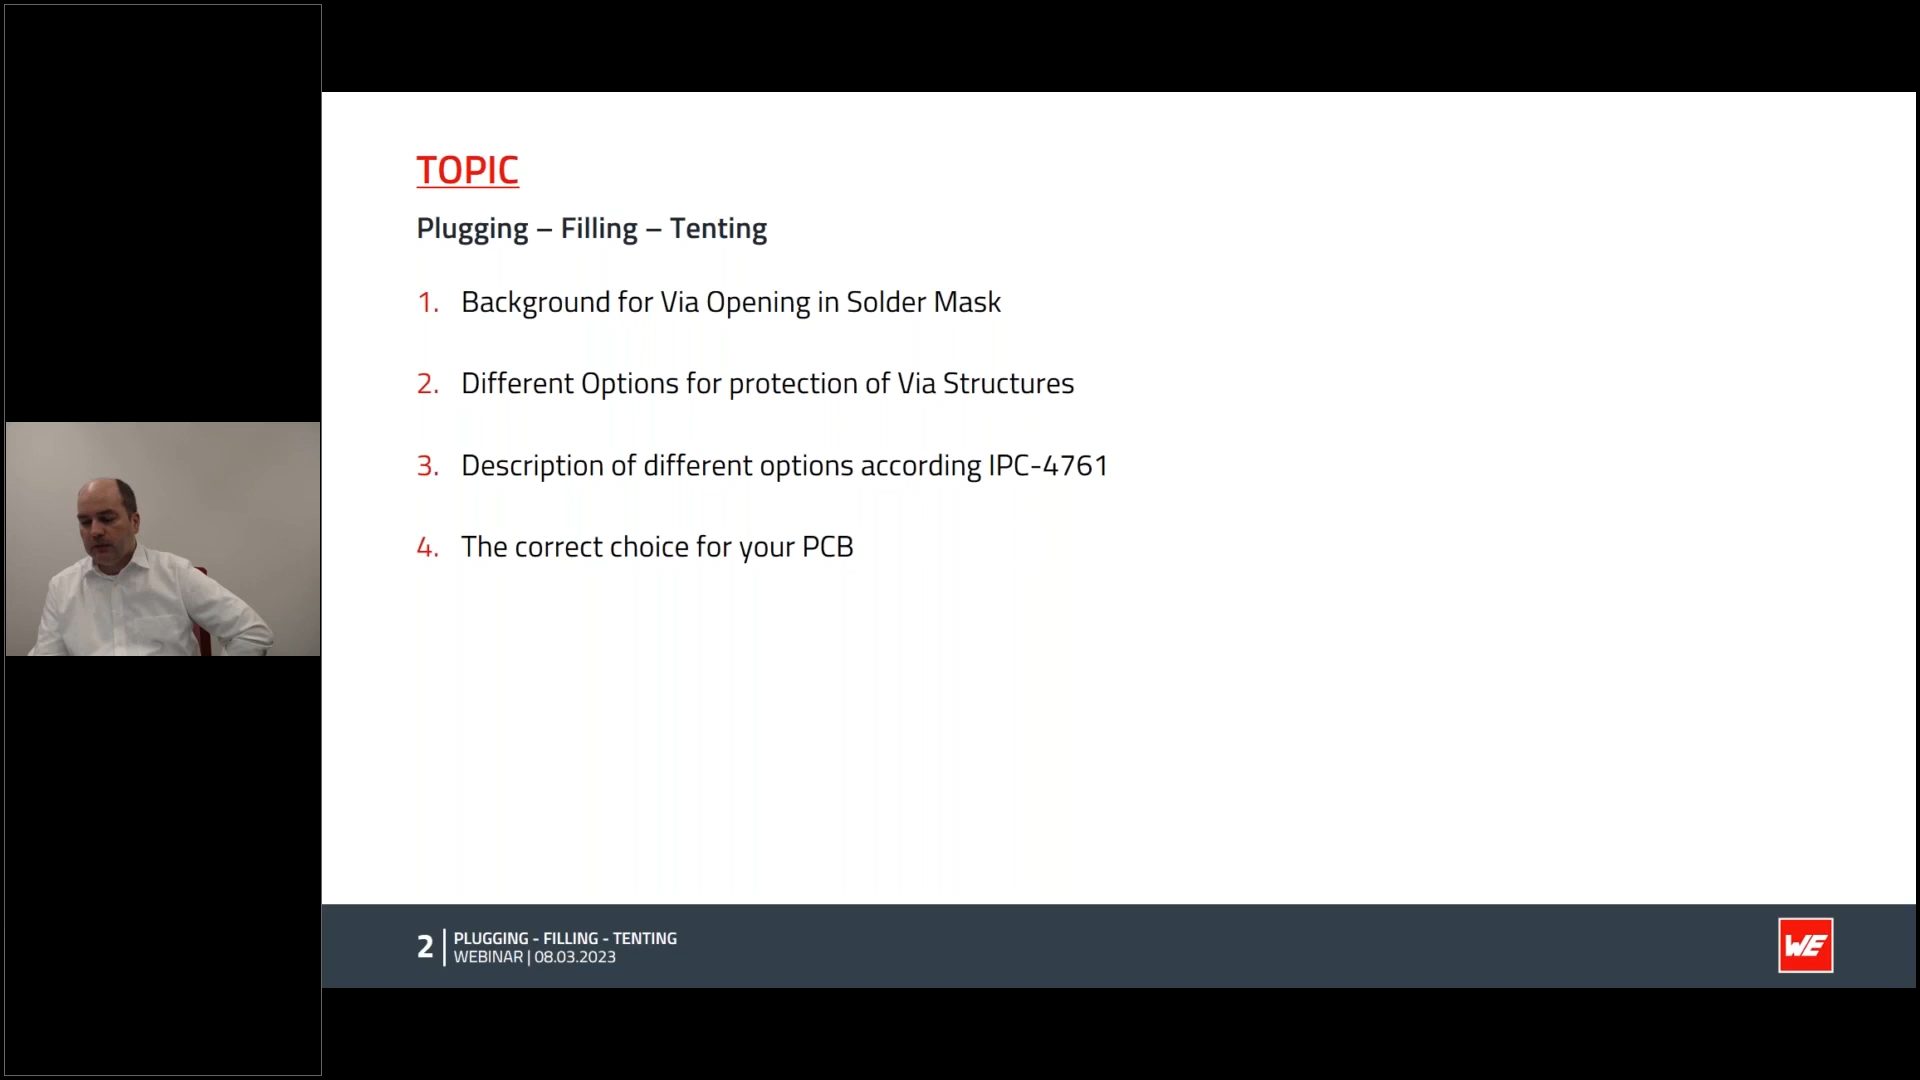 TOPIC
Plugging – Filling – Tenting
1. Background for Via Opening in Solder Mask
2. Different Options for protection of Via Structures
3. Description of different options according IPC-4761
4. The correct choice for your PCB
2
PLUGGING - FILLING - TENTING
WEBINAR | 08.03.2023
WE